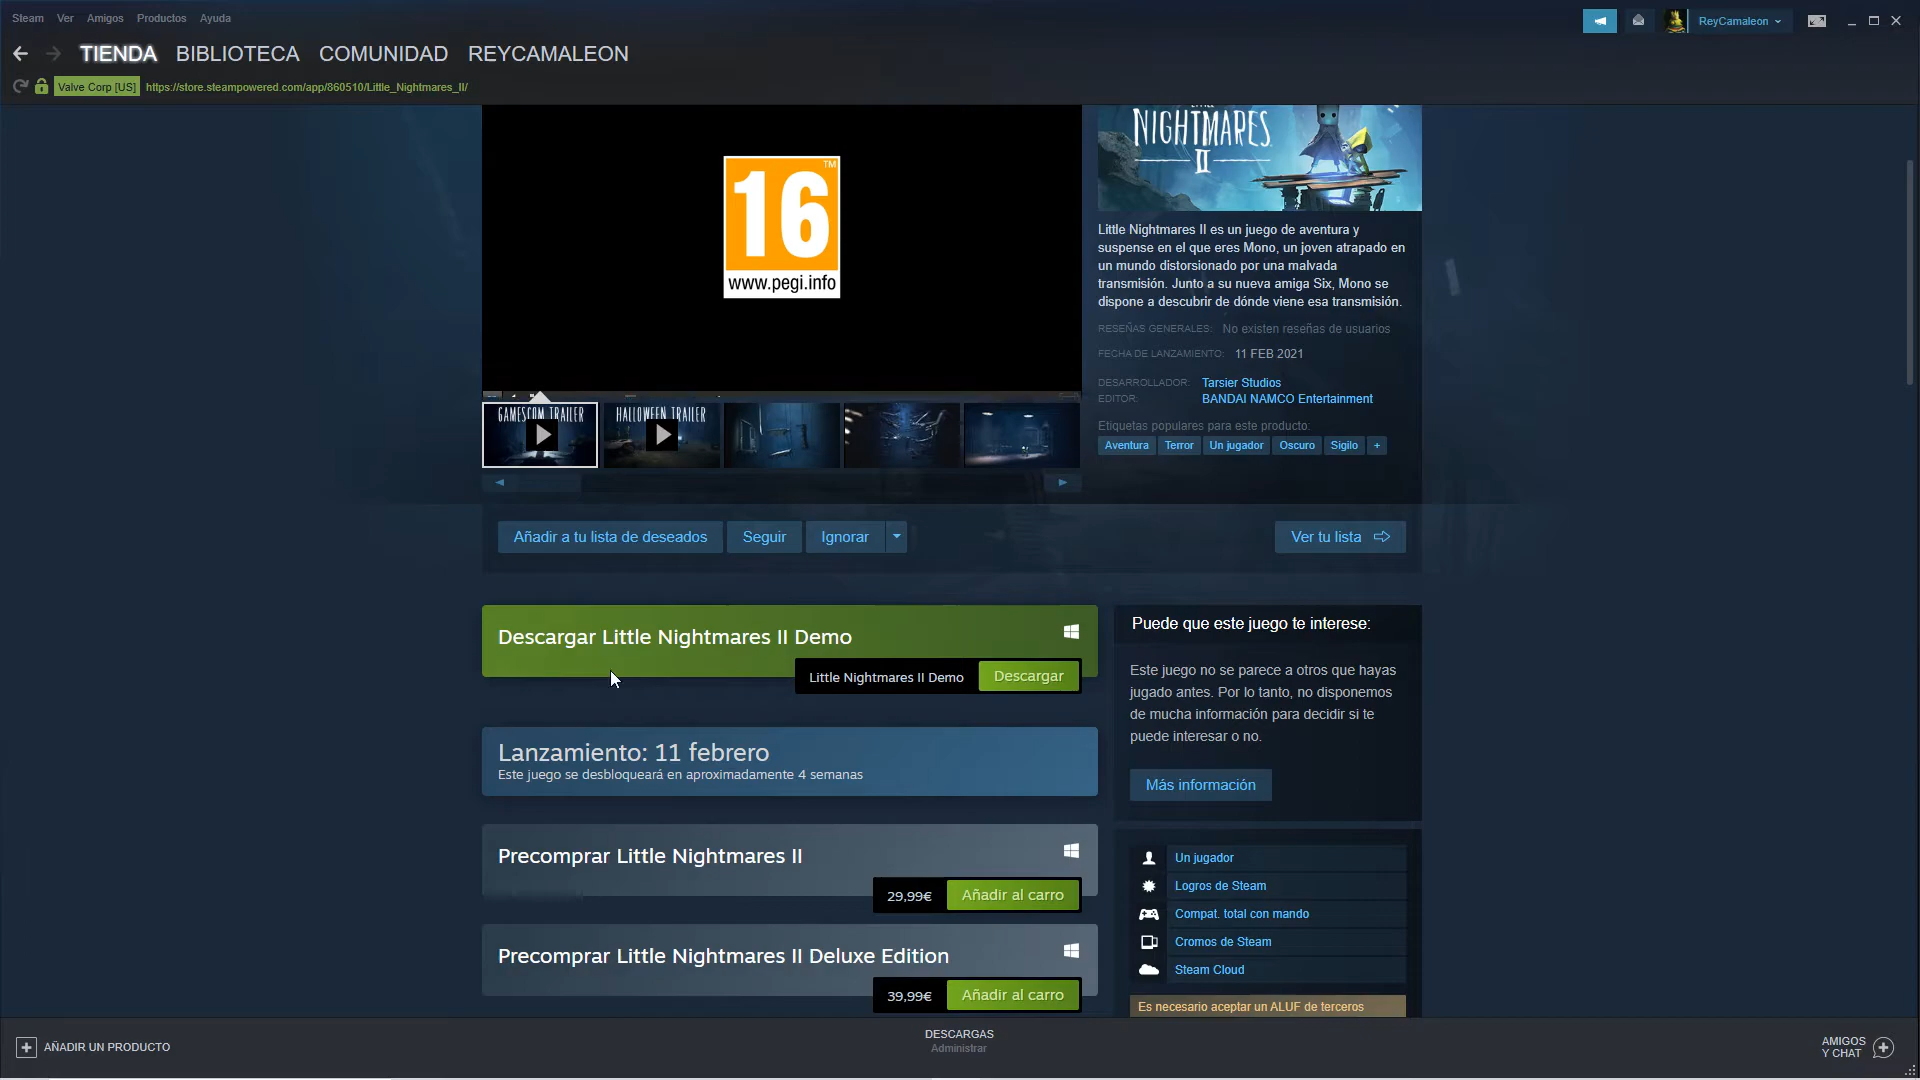 Steam Ver Amigos Productos Ayuda
ReyCamaleon
TIENDA BIBLIOTECA COMUNIDAD REYCAMALEON
Valve Corp [US] https://store.steampowered.com/app/860510/Little_Nightmares_II/
16
TM
www.pegi.info
NIGHTMARES
II
Little Nightmares II es un juego de aventura y
suspense en el que eres Mono, un joven atrapado en
un mundo distorsionado por una malvada
transmisión. Junto a su nueva amiga Six, Mono se
dispone a descubrir de dónde viene esa transmisión.
RESEÑAS GENERALES: No existen reseñas de usuarios
FECHA DE LANZAMIENTO: 11 FEB 2021
DESARROLLADOR: Tarsier Studios
EDITOR: BANDAI NAMCO Entertainment
Etiquetas populares para este producto:
Aventura Terror Un jugador Oscuro Sigilo +
GAMESCOM TRAILER
HALLOWEEN TRAILER
Añadir a tu lista de deseados Seguir Ignorar Ver tu lista
Descargar Little Nightmares II Demo
Little Nightmares II Demo Descargar
Lanzamiento: 11 febrero
Este juego se desbloqueará en aproximadamente 4 semanas
Precomprar Little Nightmares II
29,99€ Añadir al carro
Precomprar Little Nightmares II Deluxe Edition
39,99€ Añadir al carro
Puede que este juego te interese:
Este juego no se parece a otros que hayas
jugado antes. Por lo tanto, no disponemos
de mucha información para decidir si te
puede interesar o no.
Más información
Un jugador
Logros de Steam
Compat. total con mando
Cromos de Steam
Steam Cloud
Es necesario aceptar un ALUF de terceros
AÑADIR UN PRODUCTO
DESCARGAS
Administrar
AMIGOS
Y CHAT